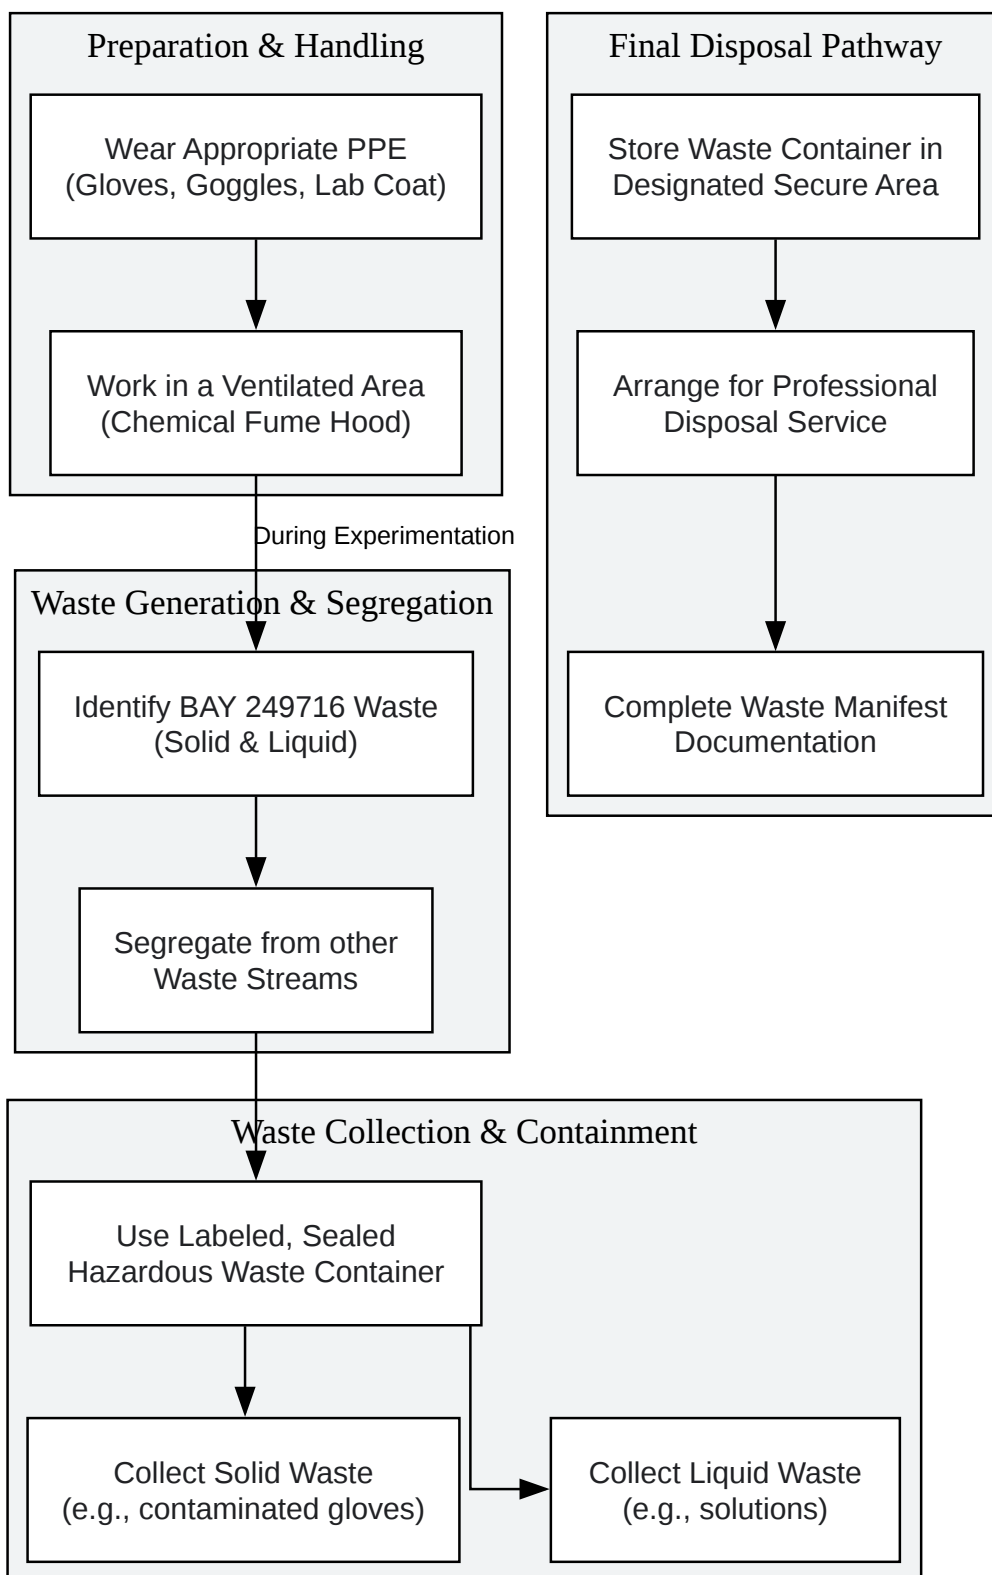 Preparation & Handling
Wear Appropriate PPE
(Gloves, Goggles, Lab Coat)
Work in a Ventilated Area
(Chemical Fume Hood)
During Experimentation
Waste Generation & Segregation
Identify BAY 249716 Waste
(Solid & Liquid)
Segregate from other
Waste Streams
Waste Collection & Containment
Use Labeled, Sealed
Hazardous Waste Container
Collect Solid Waste
(e.g., contaminated gloves)
Collect Liquid Waste
(e.g., solutions)
Final Disposal Pathway
Store Waste Container in
Designated Secure Area
Arrange for Professional
Disposal Service
Complete Waste Manifest
Documentation